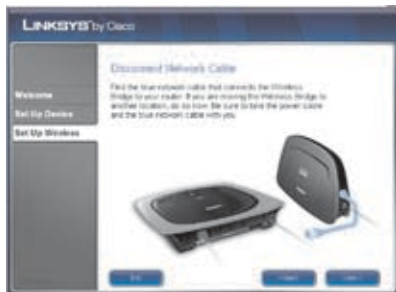 LINKSYS by Cisco
Disconnect Network Cable
Find the blue network cable that connects the Wireless
Bridge to your router. If you are moving the Wireless Bridge to
another location, do so now. Be sure to take the power cable
and the blue network cable with you.
Welcome
Set Up Device
Set Up Wireless